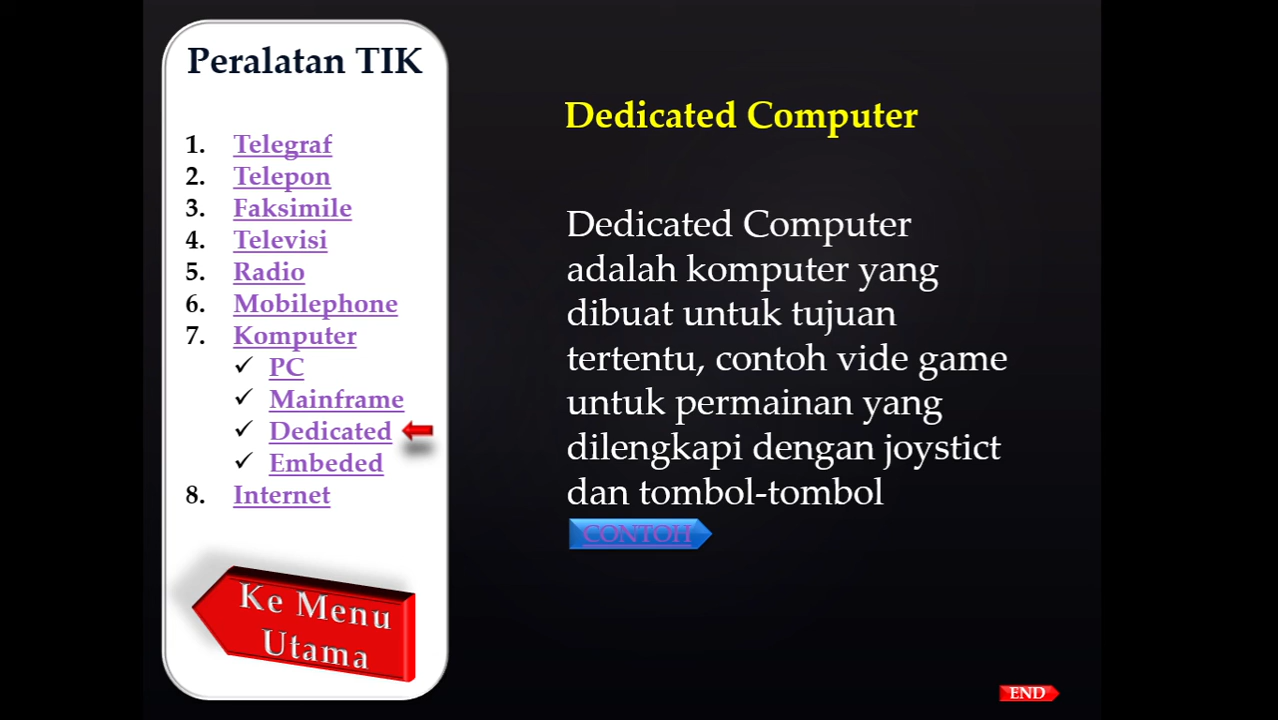 Peralatan TIK
1. Telegraf
2. Telepon
3. Faksimile
4. Televisi
5. Radio
6. Mobilephone
7. Komputer
✓ PC
✓ Mainframe
✓ Dedicated
✓ Embeded
8. Internet
Ke Menu
Utama
Dedicated Computer
Dedicated Computer
adalah komputer yang
dibuat untuk tujuan
tertentu, contoh vide game
untuk permainan yang
dilengkapi dengan joystict
dan tombol-tombol
CONTOH
END